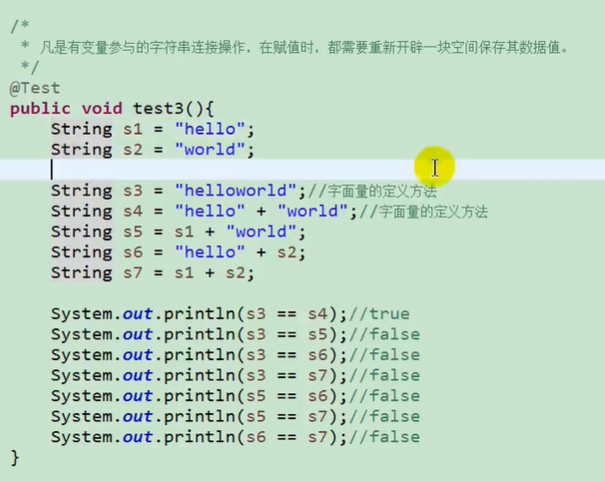 /*
* 凡是有变量参与的字符串连接操作，在赋值时，都需要重新开辟一块空间保存其数据值。
*/
@Test
public void test3(){
String s1 = "hello";
String s2 = "world";
String s3 = "helloworld";//字面量的定义方法
String s4 = "hello" + "world";//字面量的定义方法
String s5 = s1 + "world";
String s6 = "hello" + s2;
String s7 = s1 + s2;
System.out.println(s3 == s4);//true
System.out.println(s3 == s5);//false
System.out.println(s3 == s6);//false
System.out.println(s3 == s7);//false
System.out.println(s5 == s6);//false
System.out.println(s5 == s7);//false
System.out.println(s6 == s7);//false
}